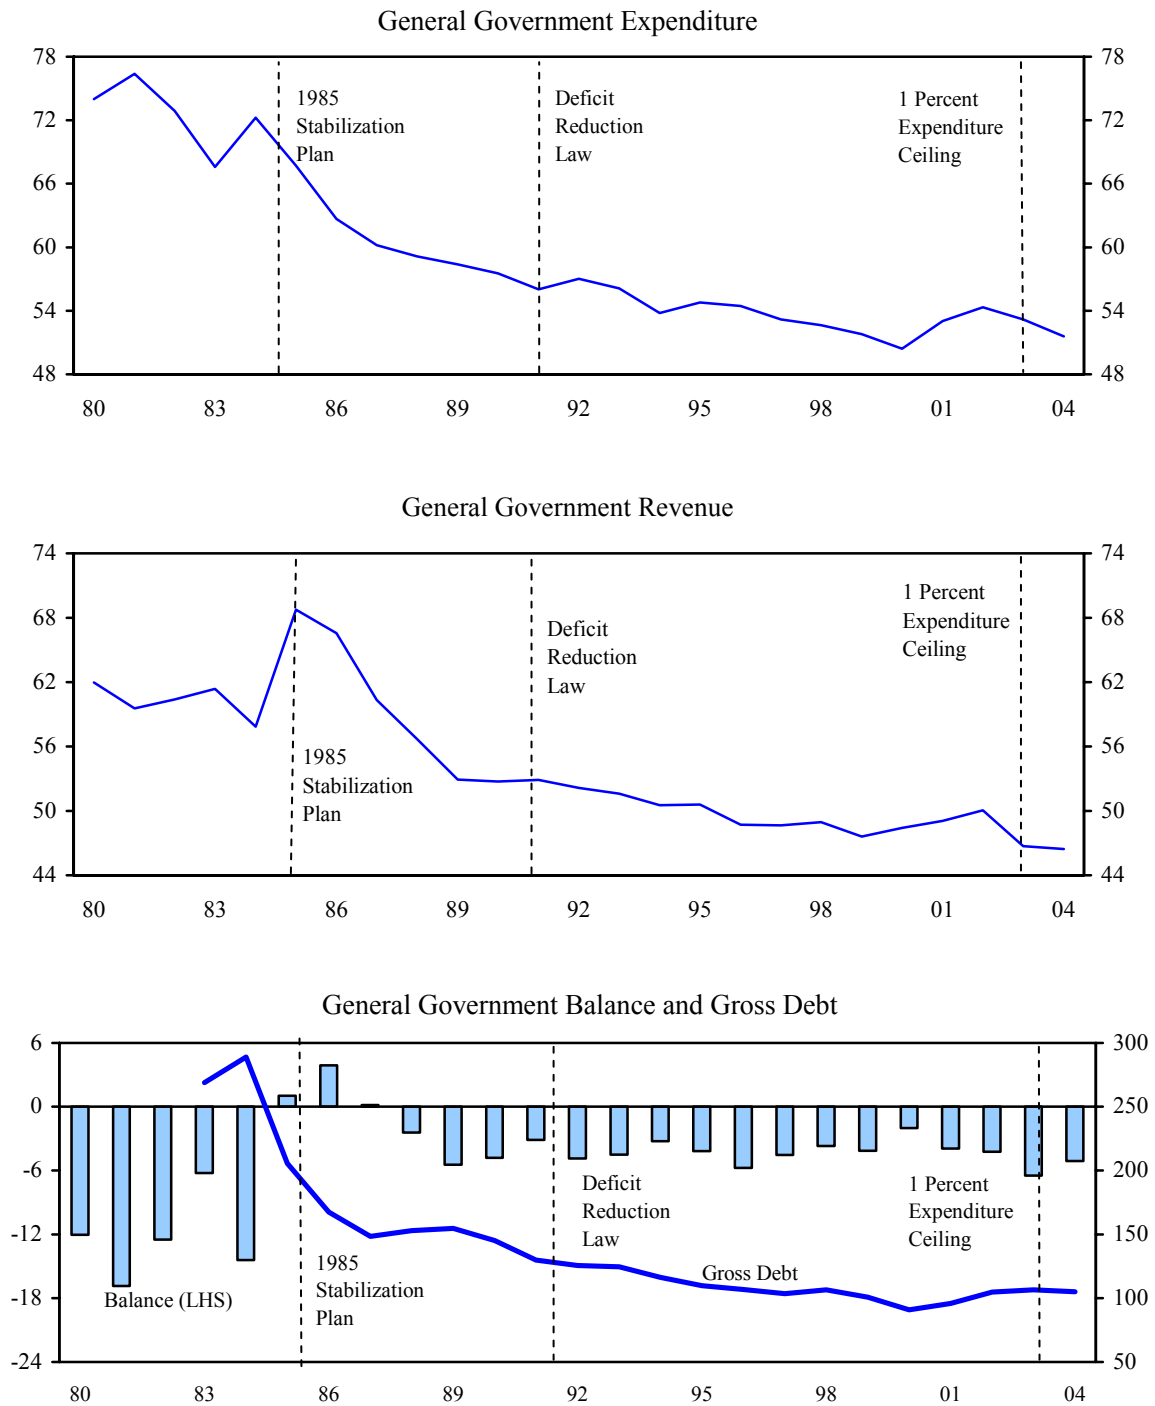 General Government Expenditure
78 78
1985 Deficit 1 Percent
72 Stabilization Reduction Expenditure 72
Plan Law Ceiling
66 66
60 60
54 54
48 48
80 83 86 89 92 95 98 01 04
General Government Revenue
74 74
1 Percent
68 Deficit Expenditure 68
Reduction Ceiling
62 Law 62
56 1985 56
Stabilization
50 Plan 50
44 44
80 83 86 89 92 95 98 01 04
General Government Balance and Gross Debt
6 300
0 250
-6 200
Deficit 1 Percent
Reduction Expenditure
-12 Law Ceiling 150
1985 Gross Debt
Stabilization
-18 Balance (LHS) Plan 100
-24 50
80 83 86 89 92 95 98 01 04